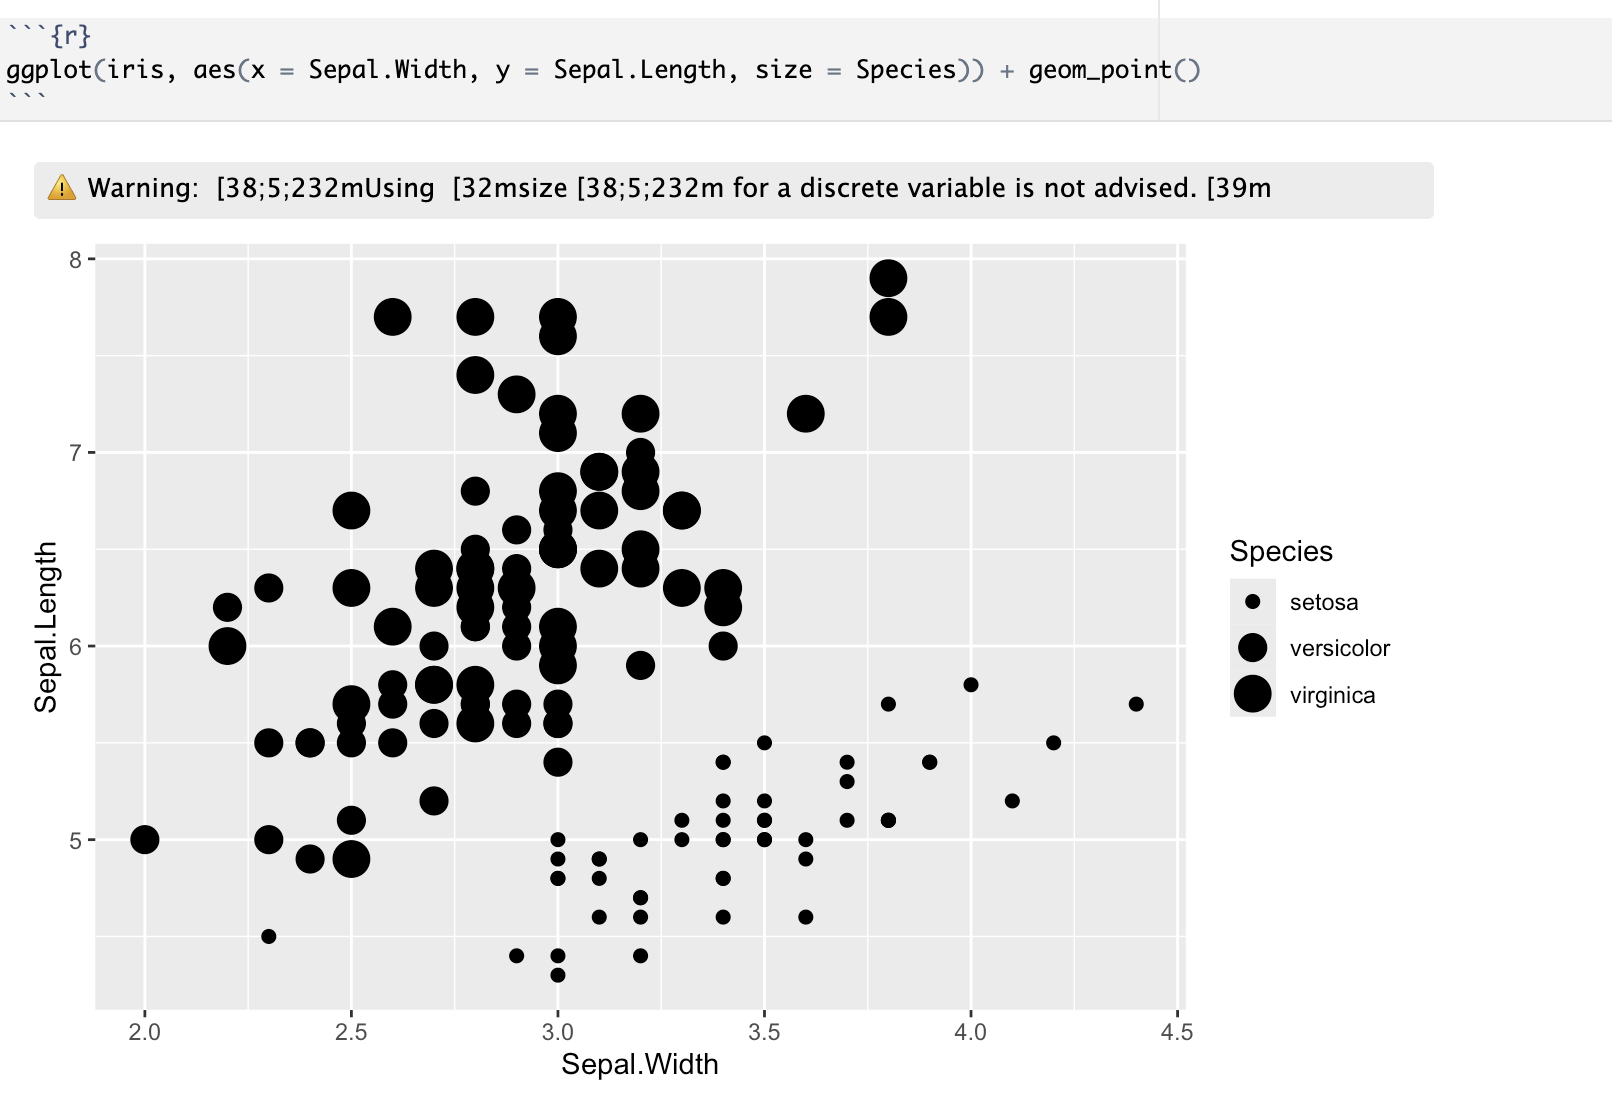 ```{r}
ggplot(iris, aes(x = Sepal.Width, y = Sepal.Length, size = Species)) + geom_point()
```
Warning:  [38;5;232mUsing  [32msize [38;5;232m for a discrete variable is not advised. [39m
8
7
6
5
Sepal.Length
2.0 2.5 3.0 3.5 4.0 4.5
Sepal.Width
Species
setosa
versicolor
virginica